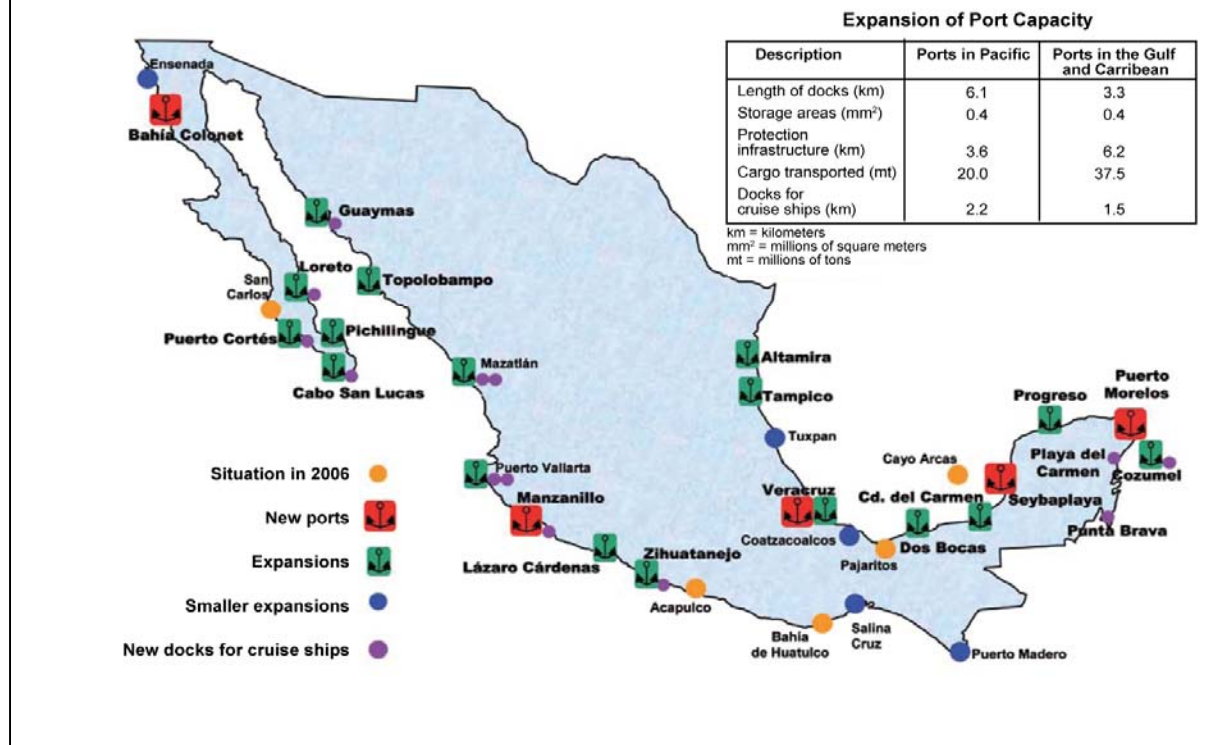 Expansion of Port Capacity
Description
Ports in Pacific
Ports in the Gulf
and Carribean
Length of docks (km)
6.1
3.3
Storage areas (mm²)
0.4
0.4
Protection
infrastructure (km)
3.6
6.2
Cargo transported (mt)
20.0
37.5
Docks for
cruise ships (km)
2.2
1.5
km = kilometers
mm² = millions of square meters
mt = millions of tons
Ensenada
Bahía Colonet
Guaymas
Loreto
Topolobampo
San
Carlos
Puerto Cortés
Pichilingue
Cabo San Lucas
Mazatlán
Altamira
Tampico
Tuxpan
Progreso
Puerto
Morelos
Cayo Arcas
Playa del
Carmen
Cozumel
Puerto Vallarta
Manzanillo
Veracruz
Cd. del Carmen
Seybaplaya
Punta Brava
Coatzacoalcos
Dos Bocas
Pajaritos
Lázaro Cárdenas
Zihuatanejo
Acapulco
Bahía
de Huatulco
Salina
Cruz
Puerto Madero
Situation in 2006
New ports
Expansions
Smaller expansions
New docks for cruise ships